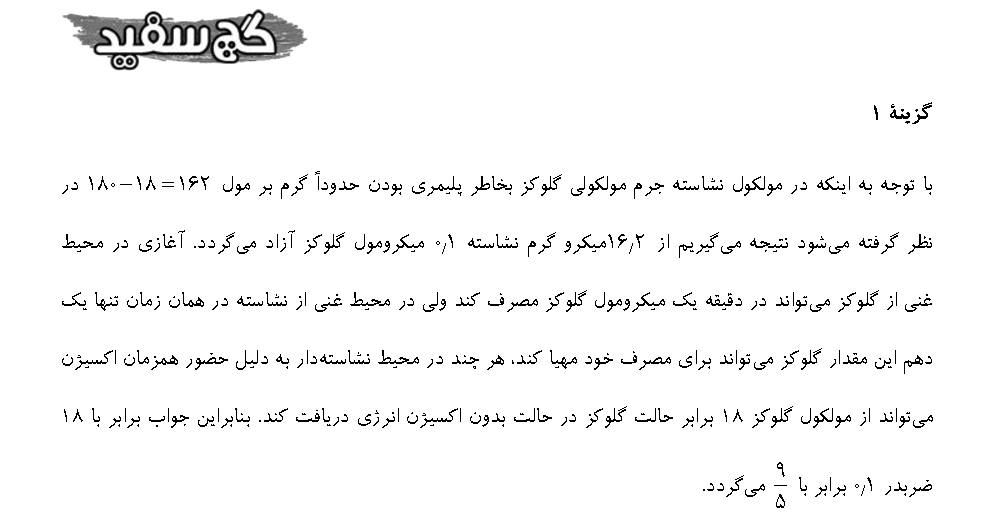 گچ سفید
گزینهٔ ۱
با توجه به اینکه در مولکول نشاسته جرم مولکولی گلوکز بخاطر پلیمری بودن حدوداً گرم بر مول ۱۸۰-۱۸=۱۶۲ در
نظر گرفته می‌شود نتیجه می‌گیریم از ۱۶٫۲میکرو گرم نشاسته ۰٫۱ میکرومول گلوکز آزاد می‌گردد. آغازی در محیط
غنی از گلوکز می‌تواند در دقیقه یک میکرومول گلوکز مصرف کند ولی در محیط غنی از نشاسته در همان زمان تنها یک
دهم این مقدار گلوکز می‌تواند برای مصرف خود مهیا کند، هر چند در محیط نشاسته‌دار به دلیل حضور همزمان اکسیژن
می‌تواند از مولکول گلوکز ۱۸ برابر حالت گلوکز در حالت بدون اکسیژن انرژی دریافت کند. بنابراین جواب برابر با ۱۸
ضربدر ۰٫۱ برابر با ۹/۵ می‌گردد.